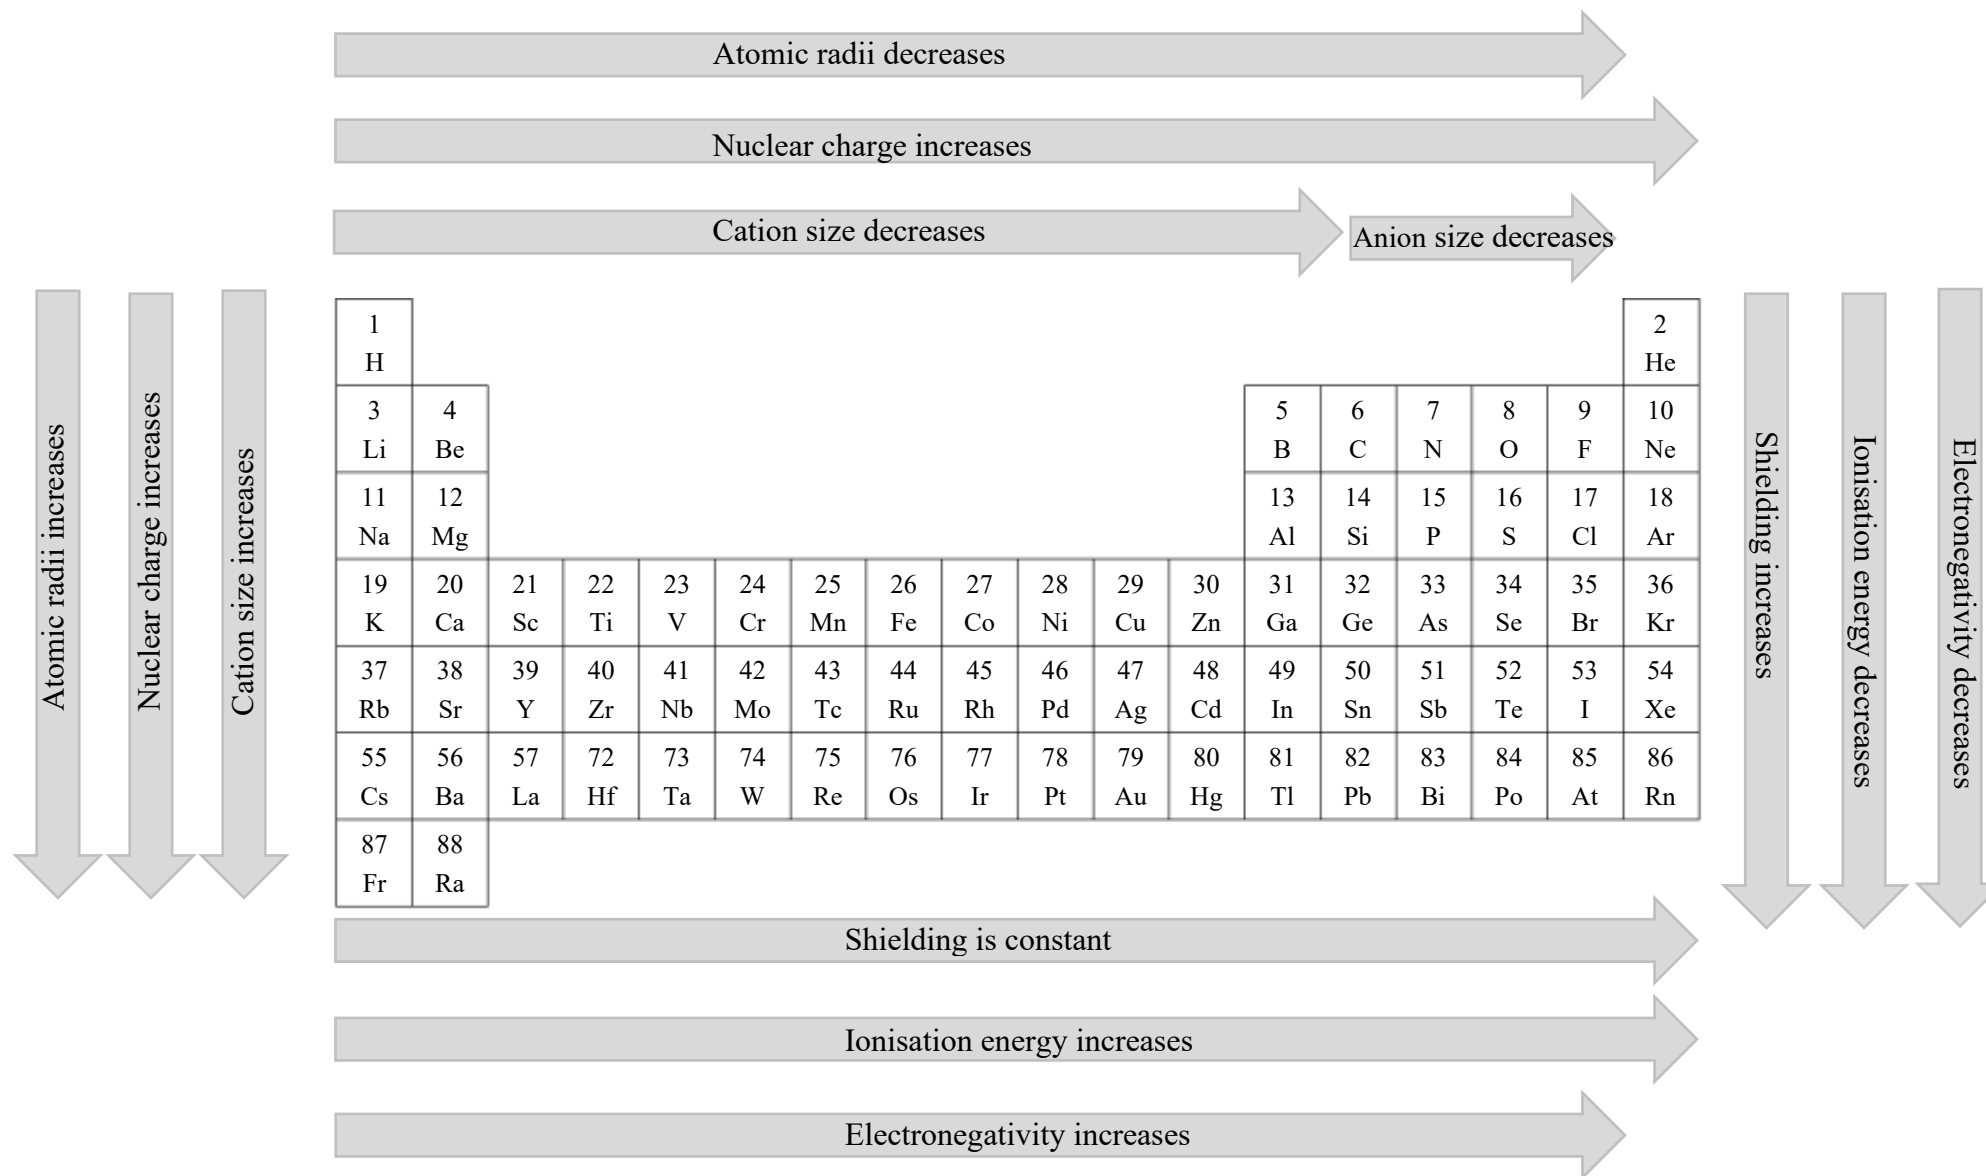 Atomic radii decreases
Nuclear charge increases
Cation size decreases
Anion size decreases
Atomic radii increases
Nuclear charge increases
Cation size increases
1 2
H He
3 4 5 6 7 8 9 10
Li Be B C N O F Ne
11 12 13 14 15 16 17 18
Na Mg Al Si P S Cl Ar
19 20 21 22 23 24 25 26 27 28 29 30 31 32 33 34 35 36
K Ca Sc Ti V Cr Mn Fe Co Ni Cu Zn Ga Ge As Se Br Kr
37 38 39 40 41 42 43 44 45 46 47 48 49 50 51 52 53 54
Rb Sr Y Zr Nb Mo Tc Ru Rh Pd Ag Cd In Sn Sb Te I Xe
55 56 57 72 73 74 75 76 77 78 79 80 81 82 83 84 85 86
Cs Ba La Hf Ta W Re Os Ir Pt Au Hg Tl Pb Bi Po At Rn
87 88
Fr Ra
Shielding increases
Ionisation energy decreases
Electronegativity decreases
Shielding is constant
Ionisation energy increases
Electronegativity increases